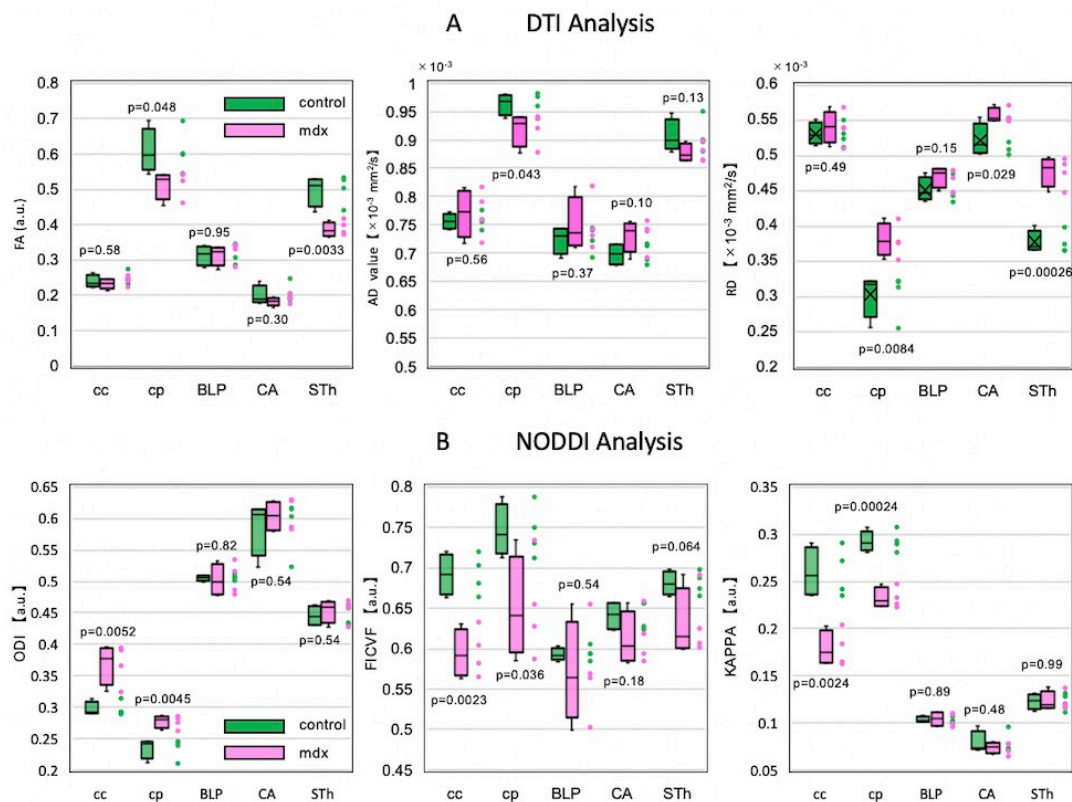 A DTI Analysis
× 10⁻³
× 10⁻³
0.8
0.7
0.6
0.5
0.4
0.3
0.2
0.1
0
FA (a.u.)
p=0.048
control
mdx
p=0.58
p=0.95
p=0.0033
p=0.30
cc cp BLP CA STh
1
0.95
0.9
0.85
0.8
0.75
0.7
0.65
0.6
0.55
0.5
AD value【×10⁻³ mm²/s】
p=0.13
p=0.043
p=0.10
p=0.56
p=0.37
cc cp BLP CA STh
0.6
0.55
0.5
0.45
0.4
0.35
0.3
0.25
0.2
RD【×10⁻³ mm²/s】
p=0.15
p=0.49
p=0.029
p=0.00026
p=0.0084
cc cp BLP CA STh
B NODDI Analysis
0.65
0.6
0.55
0.5
0.45
0.4
0.35
0.3
0.25
0.2
ODI【a.u.】
p=0.82
p=0.54
p=0.54
p=0.0052
p=0.0045
control
mdx
cc cp BLP CA STh
0.8
0.75
0.7
0.65
0.6
0.55
0.5
0.45
FICVF【a.u.】
p=0.064
p=0.54
p=0.036
p=0.18
p=0.0023
cc cp BLP CA STh
0.35
0.3
0.25
0.2
0.15
0.1
0.05
KAPPA【a.u.】
p=0.00024
p=0.0024
p=0.99
p=0.89
p=0.48
cc cp BLP CA STh